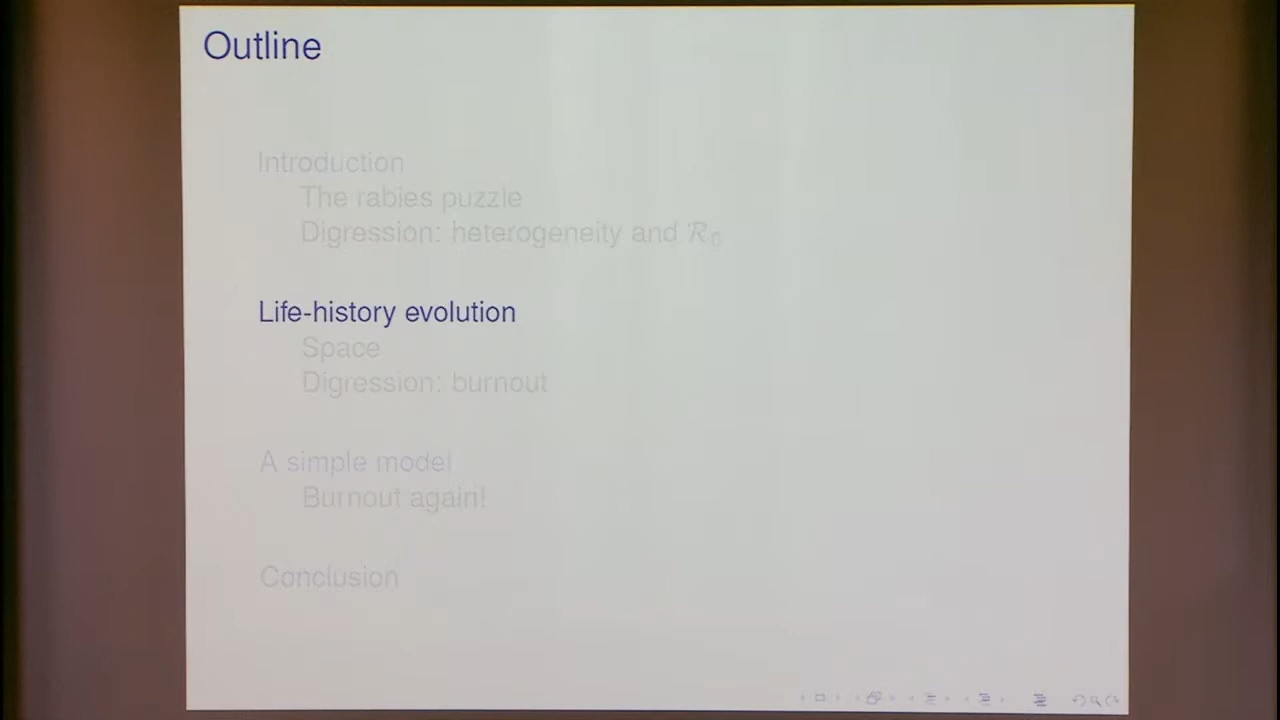 Outline
Introduction
The rabies puzzle
Digression: heterogeneity and R₀
Life-history evolution
Space
Digression: burnout
A simple model
Burnout again!
Conclusion